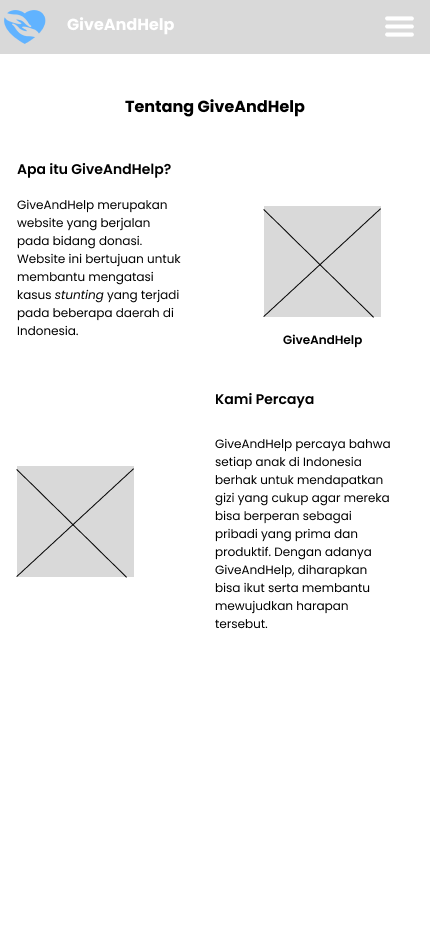 GiveAndHelp
Tentang GiveAndHelp
Apa itu GiveAndHelp?
GiveAndHelp merupakan
website yang berjalan
pada bidang donasi.
Website ini bertujuan untuk
membantu mengatasi
kasus stunting yang terjadi
pada beberapa daerah di
Indonesia.
GiveAndHelp
Kami Percaya
GiveAndHelp percaya bahwa
setiap anak di Indonesia
berhak untuk mendapatkan
gizi yang cukup agar mereka
bisa berperan sebagai
pribadi yang prima dan
produktif. Dengan adanya
GiveAndHelp, diharapkan
bisa ikut serta membantu
mewujudkan harapan
tersebut.